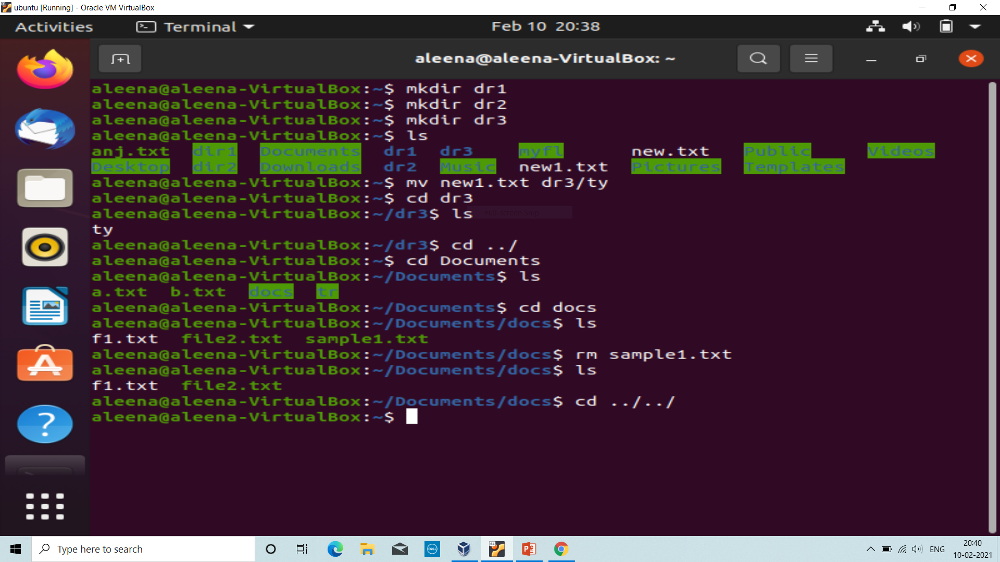 ubuntu [Running] - Oracle VM VirtualBox
Activities Terminal Feb 10 20:38
aleena@aleena-VirtualBox: ~
aleena@aleena-VirtualBox:~$ mkdir dr1
aleena@aleena-VirtualBox:~$ mkdir dr2
aleena@aleena-VirtualBox:~$ mkdir dr3
aleena@aleena-VirtualBox:~$ ls
anj.txt dir1 Documents dr1 dr3 myfl new.txt Public Videos
Desktop dir2 Downloads dr2 Music new1.txt Pictures Templates
aleena@aleena-VirtualBox:~$ mv new1.txt dr3/ty
aleena@aleena-VirtualBox:~$ cd dr3
aleena@aleena-VirtualBox:~/dr3$ ls
Full-screen Snip
ty
aleena@aleena-VirtualBox:~/dr3$ cd ../
aleena@aleena-VirtualBox:~$ cd Documents
aleena@aleena-VirtualBox:~/Documents$ ls
a.txt b.txt docs tr
aleena@aleena-VirtualBox:~/Documents$ cd docs
aleena@aleena-VirtualBox:~/Documents/docs$ ls
f1.txt file2.txt sample1.txt
aleena@aleena-VirtualBox:~/Documents/docs$ rm sample1.txt
aleena@aleena-VirtualBox:~/Documents/docs$ ls
f1.txt file2.txt
aleena@aleena-VirtualBox:~/Documents/docs$ cd ../../
aleena@aleena-VirtualBox:~$
Type here to search
DELL
64
ENG
20:40
10-02-2021